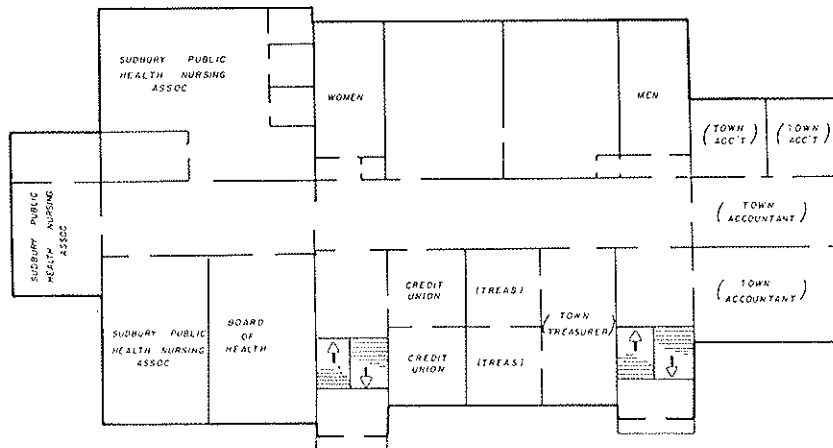 SUDBURY PUBLIC
HEALTH NURSING
ASSOC
WOMEN
MEN
(TOWN
ACC'T)
(TOWN
ACC'T)
SUDBURY PUBLIC
HEALTH NURSING
ASSOC
(TOWN
ACCOUNTANT)
(TOWN
ACCOUNTANT)
SUDBURY PUBLIC
HEALTH NURSING
ASSOC
BOARD
OF
HEALTH
CREDIT
UNION
(TREAS)
(TOWN
TREASURER)
CREDIT
UNION
(TREAS)